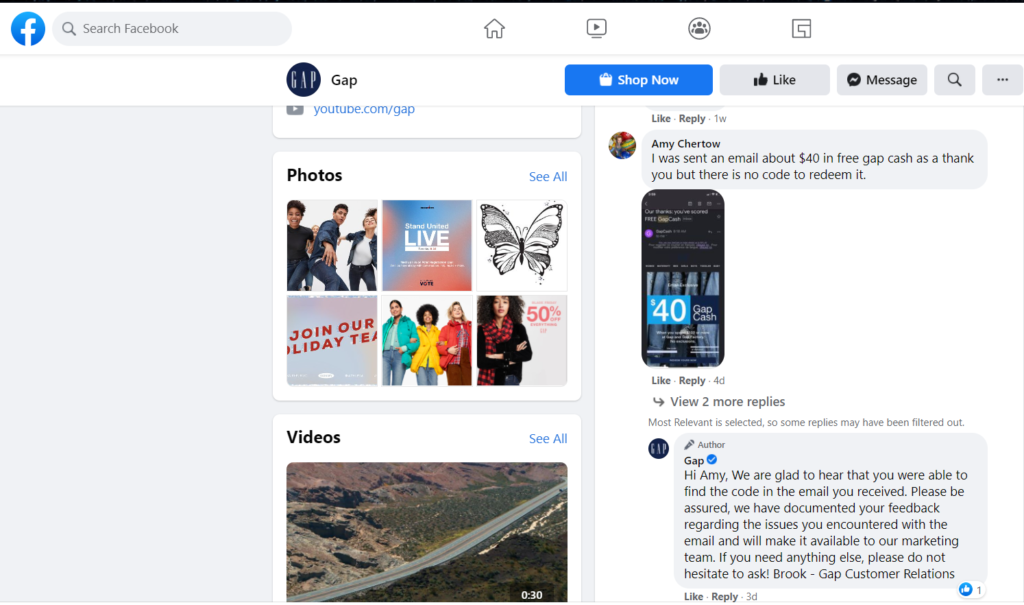 Search Facebook
GAP
Gap
Shop Now
Like
Message
youtube.com/gap
Photos
See All
Stand United
LIVE
VOTE
JOIN OUR
OLIDAY TEA
50%
OFF
EVERYTHING
Videos
See All
0:30
Like · Reply · 1w
Amy Chertow
I was sent an email about $40 in free gap cash as a thank
you but there is no code to redeem it.
Our thanks: you've scored
FREE GapCash
GapCash
$40
Gap
Cash
Like · Reply · 4d
View 2 more replies
Most Relevant is selected, so some replies may have been filtered out.
GAP
Author
Gap
Hi Amy, We are glad to hear that you were able to
find the code in the email you received. Please be
assured, we have documented your feedback
regarding the issues you encountered with the
email and will make it available to our marketing
team. If you need anything else, please do not
hesitate to ask! Brook - Gap Customer Relations
1
Like · Reply · 3d